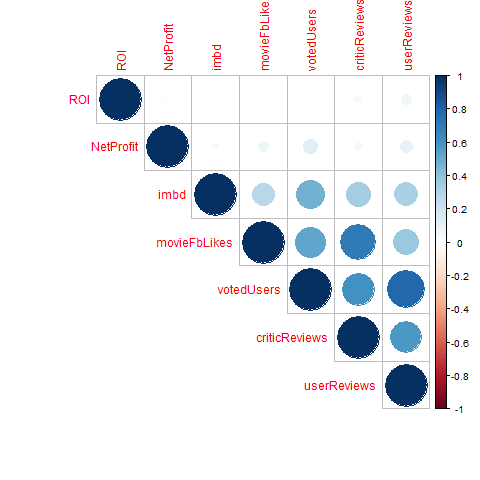 ROI
NetProfit
imbd
movieFbLikes
votedUsers
criticReviews
userReviews
ROI
NetProfit
imbd
movieFbLikes
votedUsers
criticReviews
userReviews
1
0.8
0.6
0.4
0.2
0
-0.2
-0.4
-0.6
-0.8
-1